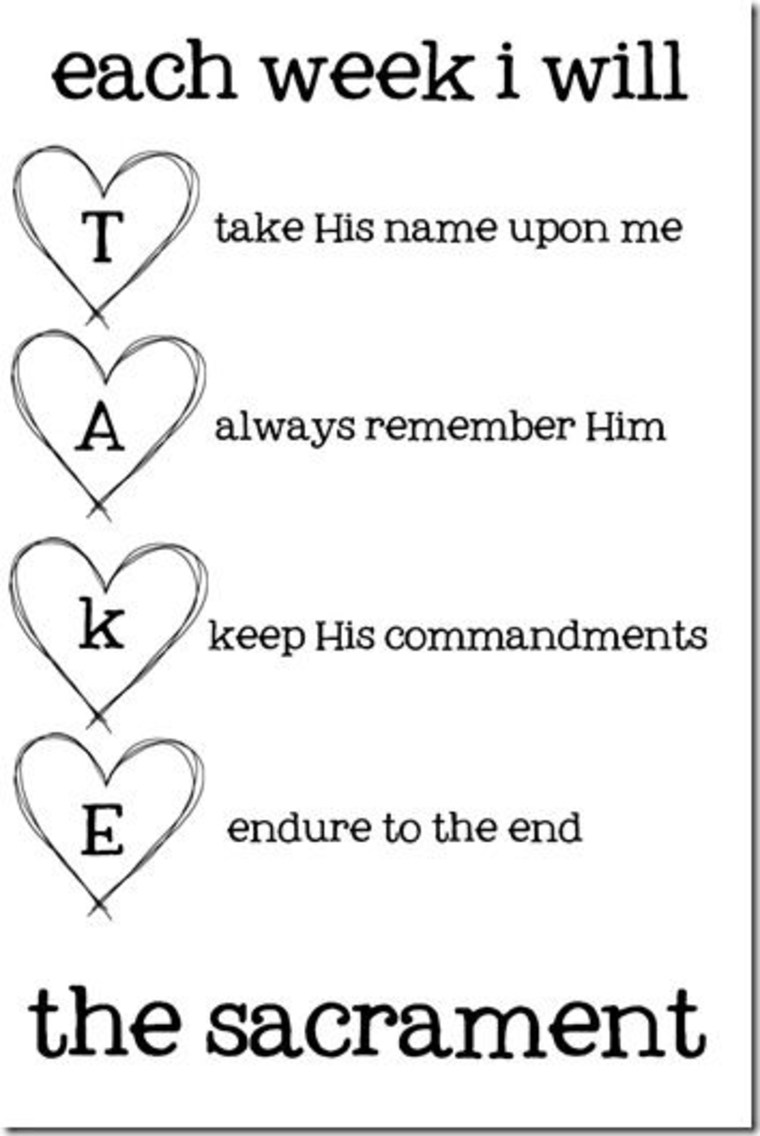 each week i will
T take His name upon me
A always remember Him
k keep His commandments
E endure to the end
the sacrament